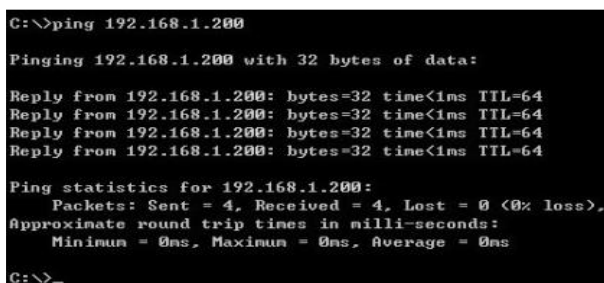 C:\>ping 192.168.1.200
Pinging 192.168.1.200 with 32 bytes of data:
Reply from 192.168.1.200: bytes=32 time<1ms TTL=64
Reply from 192.168.1.200: bytes=32 time<1ms TTL=64
Reply from 192.168.1.200: bytes=32 time<1ms TTL=64
Reply from 192.168.1.200: bytes=32 time<1ms TTL=64
Ping statistics for 192.168.1.200:
    Packets: Sent = 4, Received = 4, Lost = 0 (0% loss),
Approximate round trip times in milli-seconds:
    Minimum = 0ms, Maximum = 0ms, Average = 0ms
C:\>_